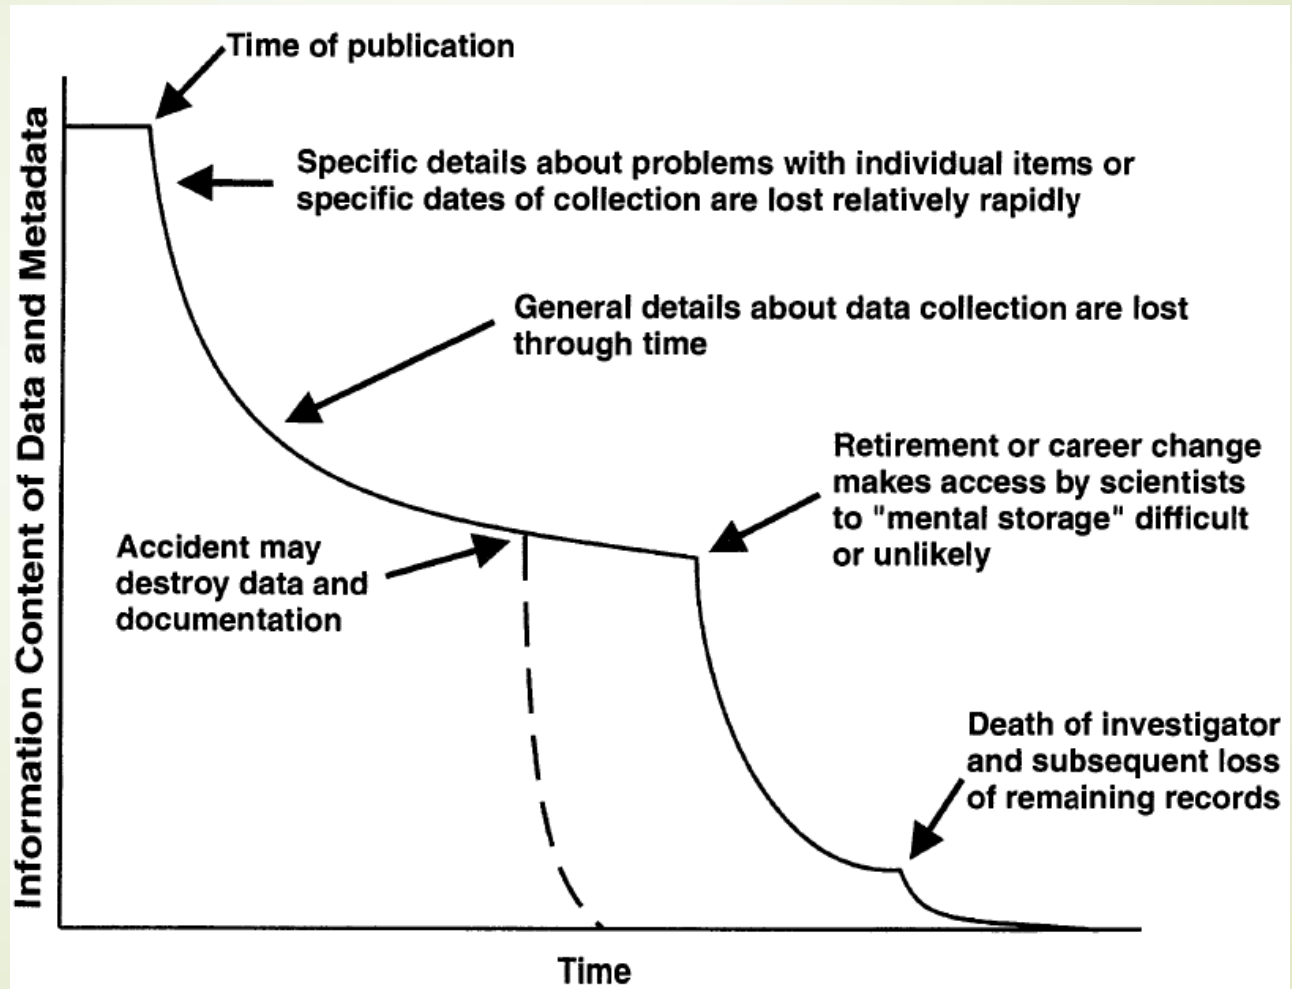 Time of publication
Specific details about problems with individual items or
specific dates of collection are lost relatively rapidly
General details about data collection are lost
through time
Retirement or career change
makes access by scientists
to "mental storage" difficult
or unlikely
Accident may
destroy data and
documentation
Death of investigator
and subsequent loss
of remaining records
Information Content of Data and Metadata
Time